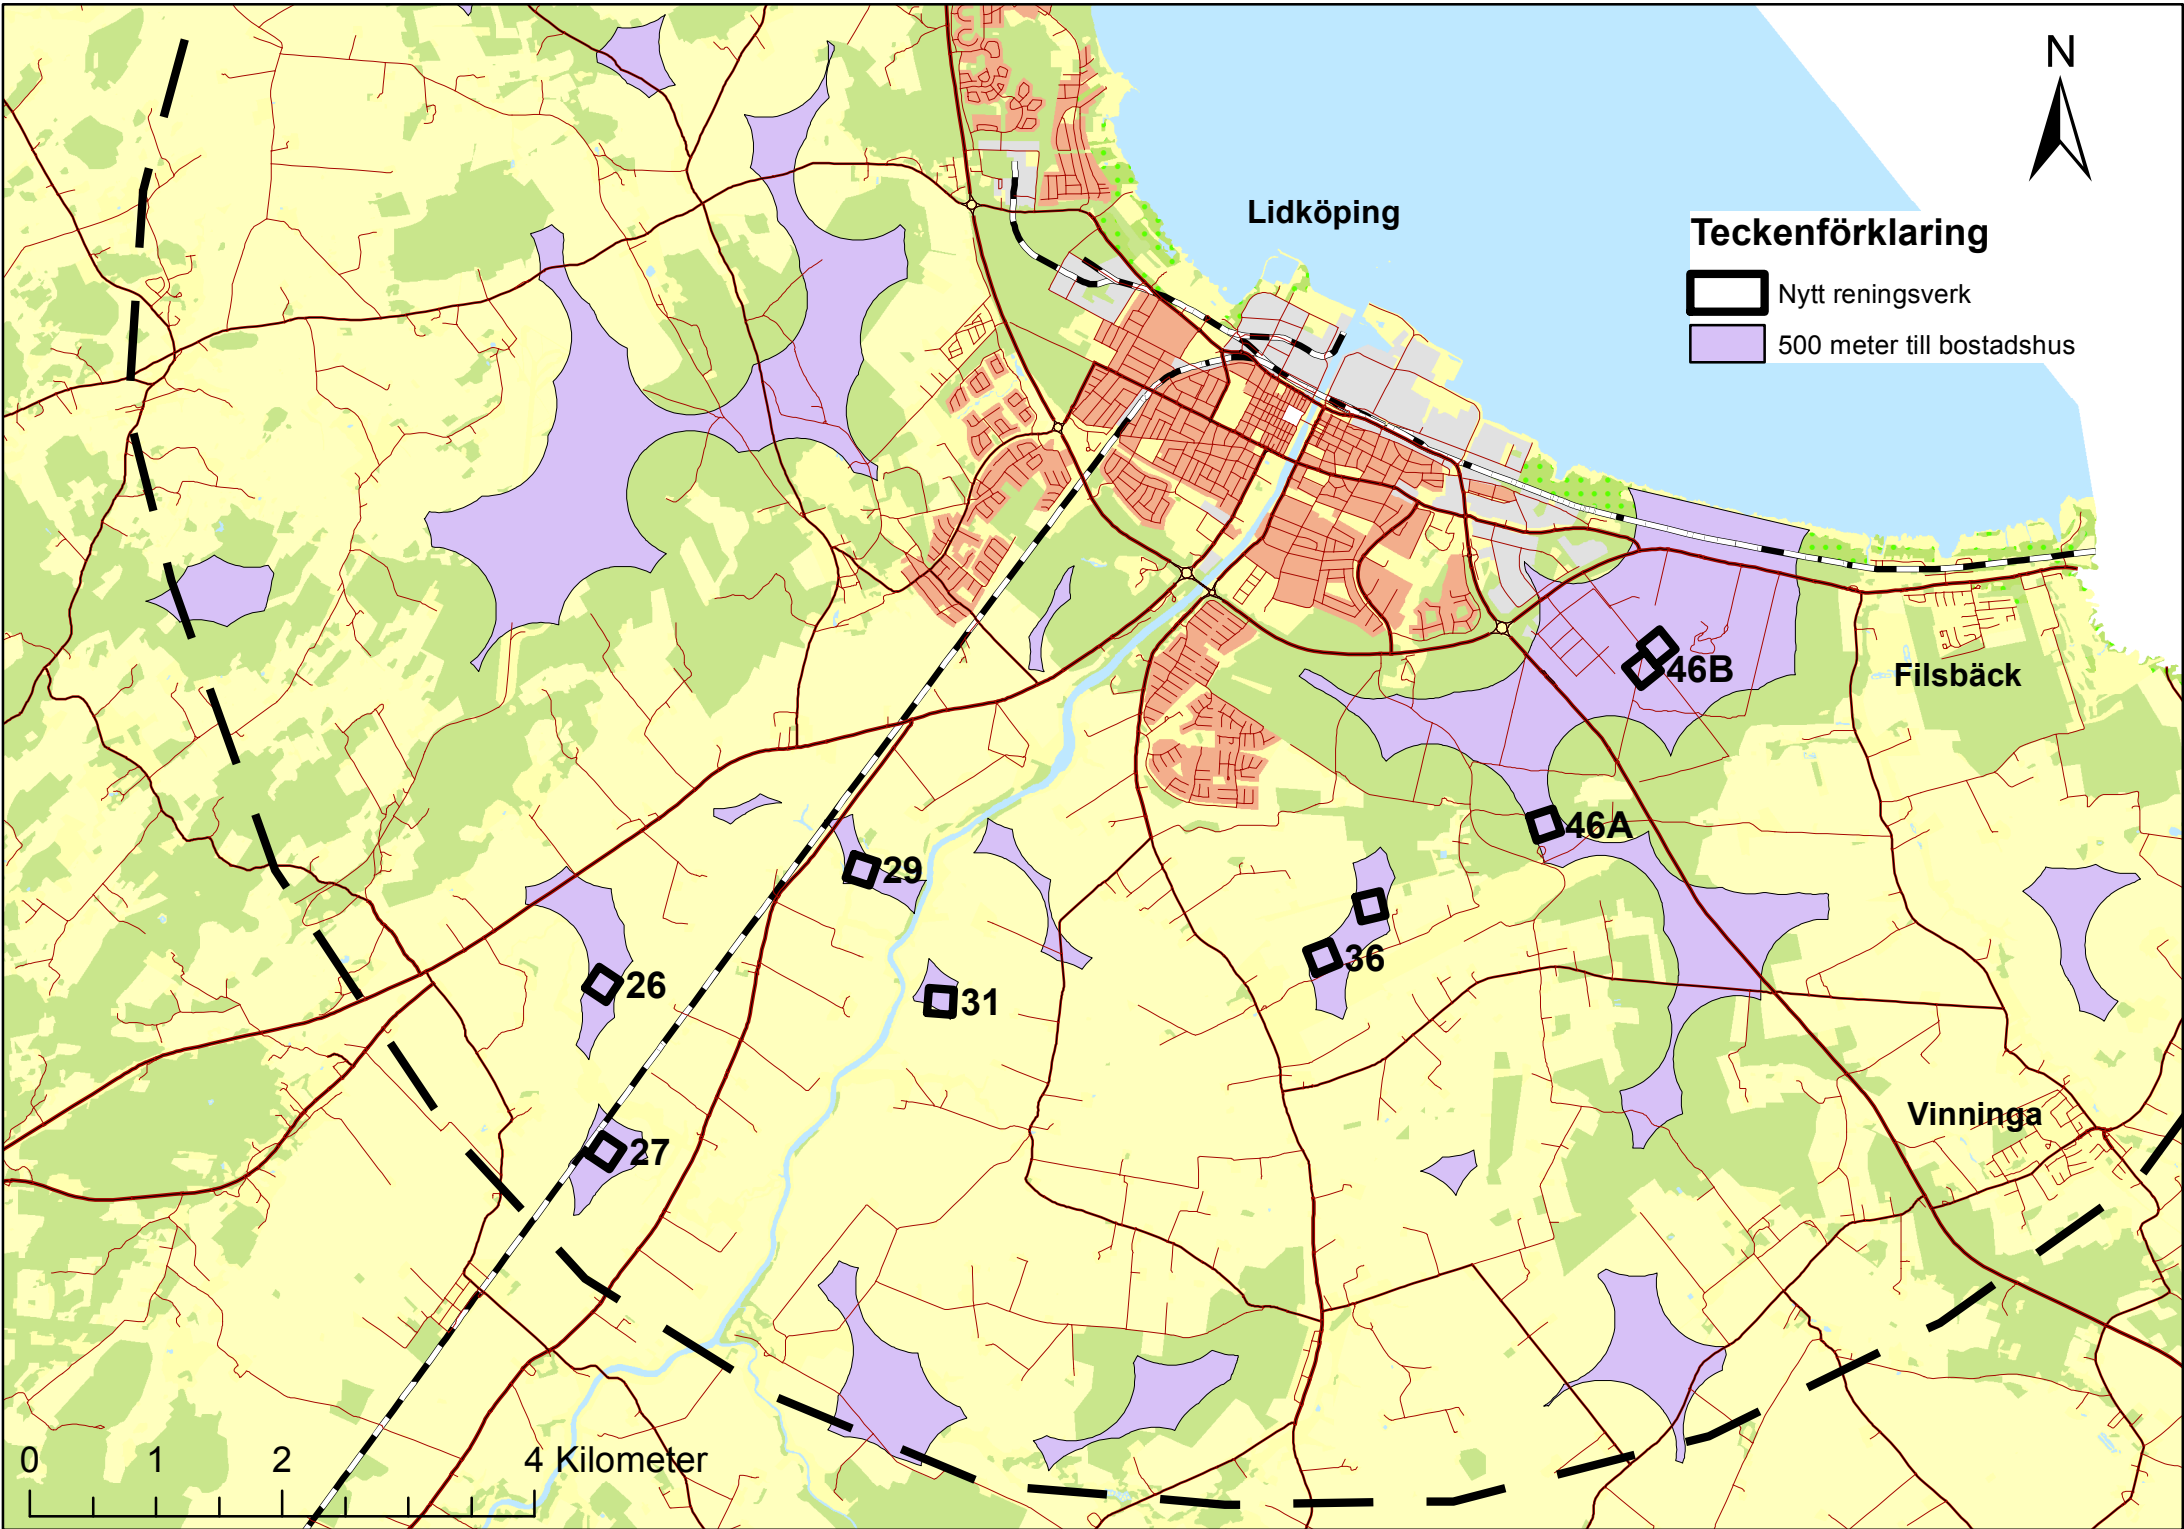 N
Lidköping
Teckenförklaring
Nytt reningsverk
500 meter till bostadshus
46B
Filsbäck
46A
29
36
26
31
Vinninga
27
0 1 2 4 Kilometer